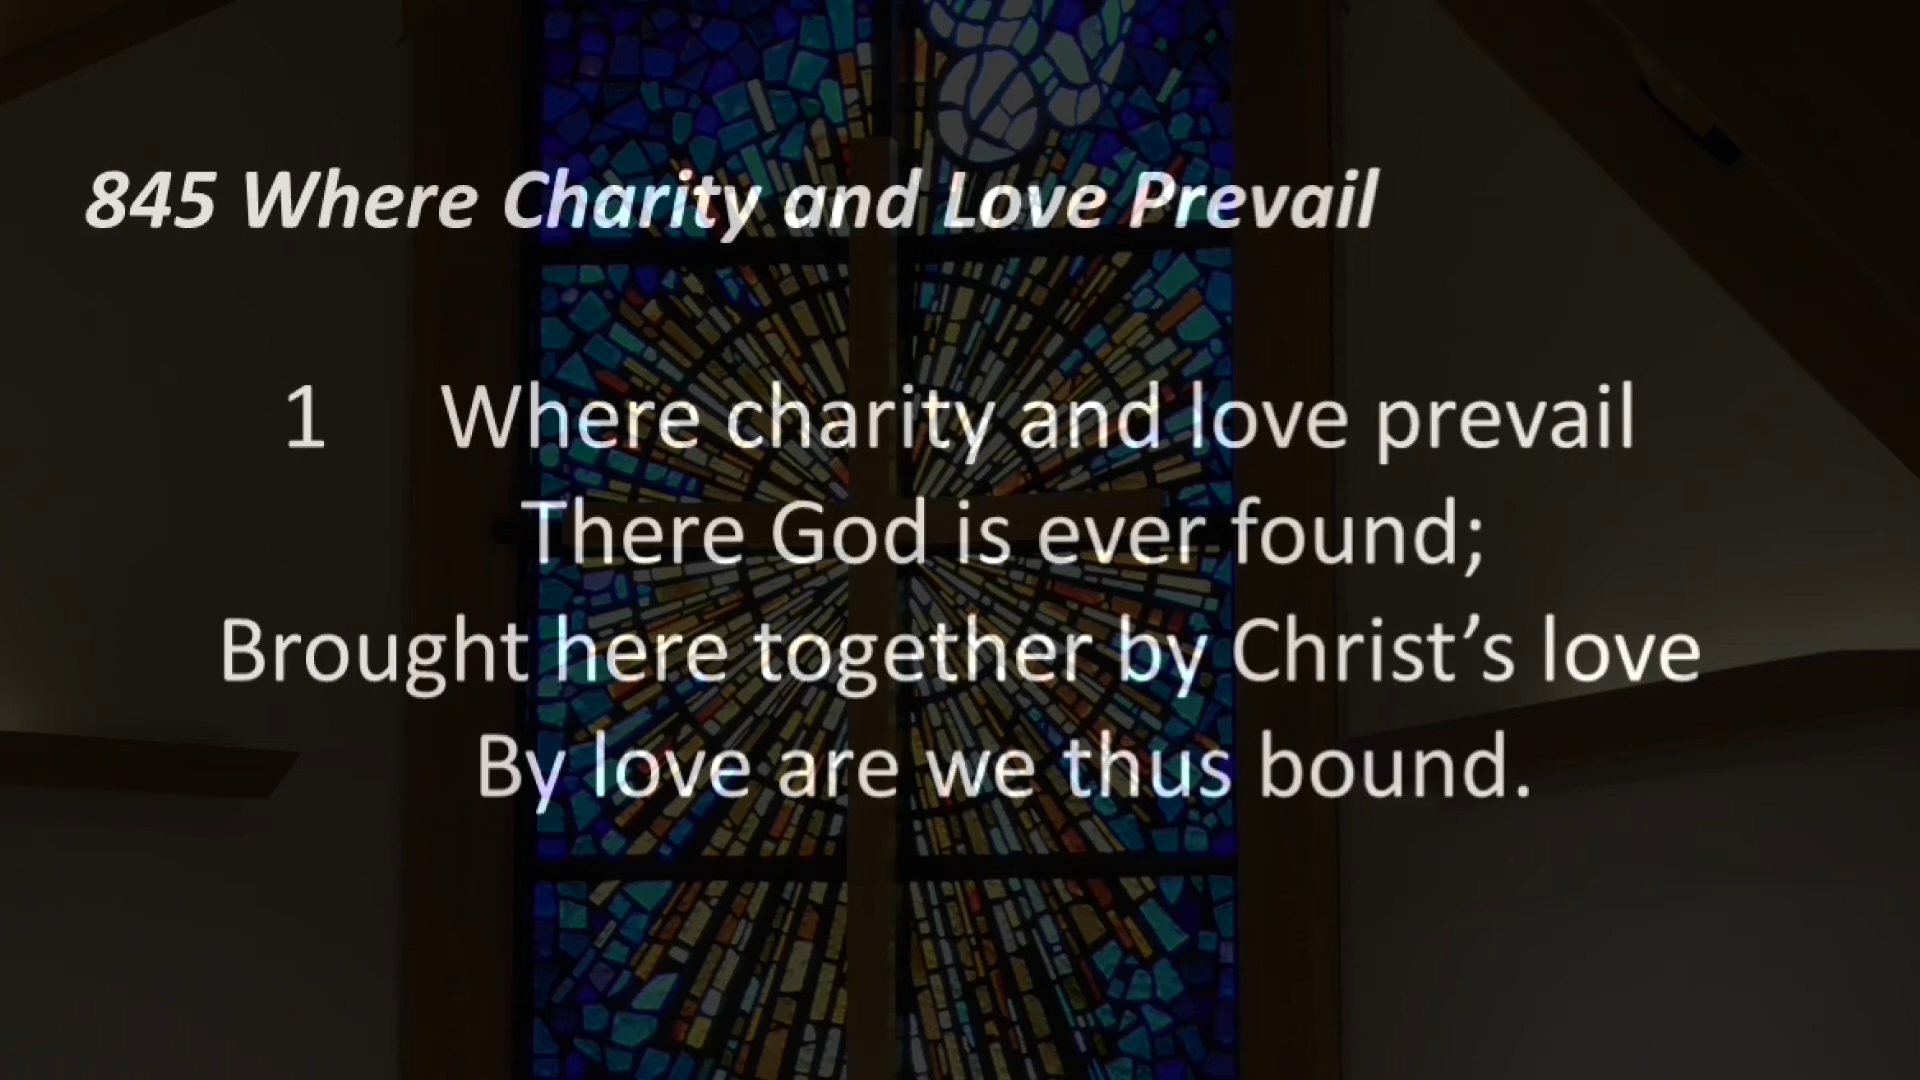 845 Where Charity and Love Prevail
1 Where charity and love prevail
There God is ever found;
Brought here together by Christ’s love
By love are we thus bound.